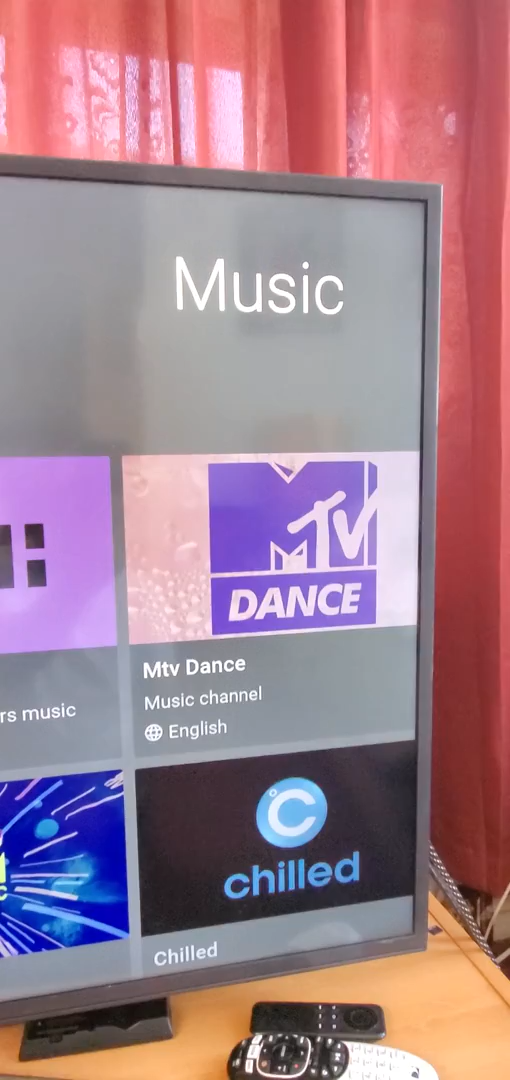 Music
MTV
DANCE
Mtv Dance
Music channel
English
rs music
C
chilled
Chilled